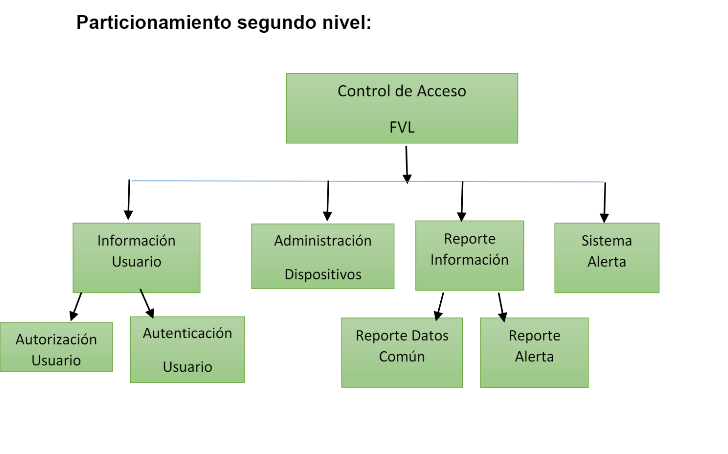 Particionamiento segundo nivel:
Control de Acceso
FVL
Información
Usuario
Administración
Dispositivos
Reporte
Información
Sistema
Alerta
Autorización
Usuario
Autenticación
Usuario
Reporte Datos
Común
Reporte
Alerta